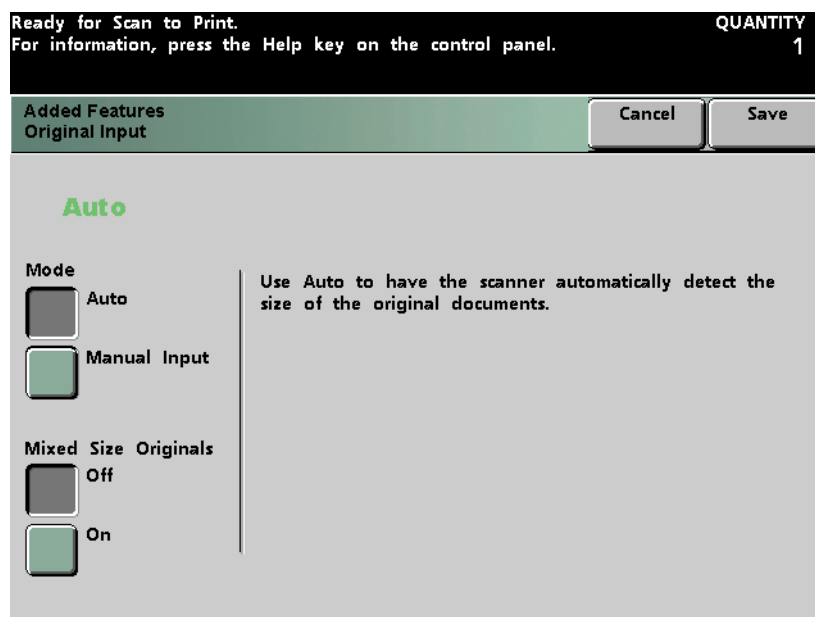 Ready for Scan to Print.
QUANTITY
For information, press the Help key on the control panel.
1
Added Features
Original Input
Cancel
Save
Auto
Mode
Auto
Manual Input
Use Auto to have the scanner automatically detect the
size of the original documents.
Mixed Size Originals
Off
On